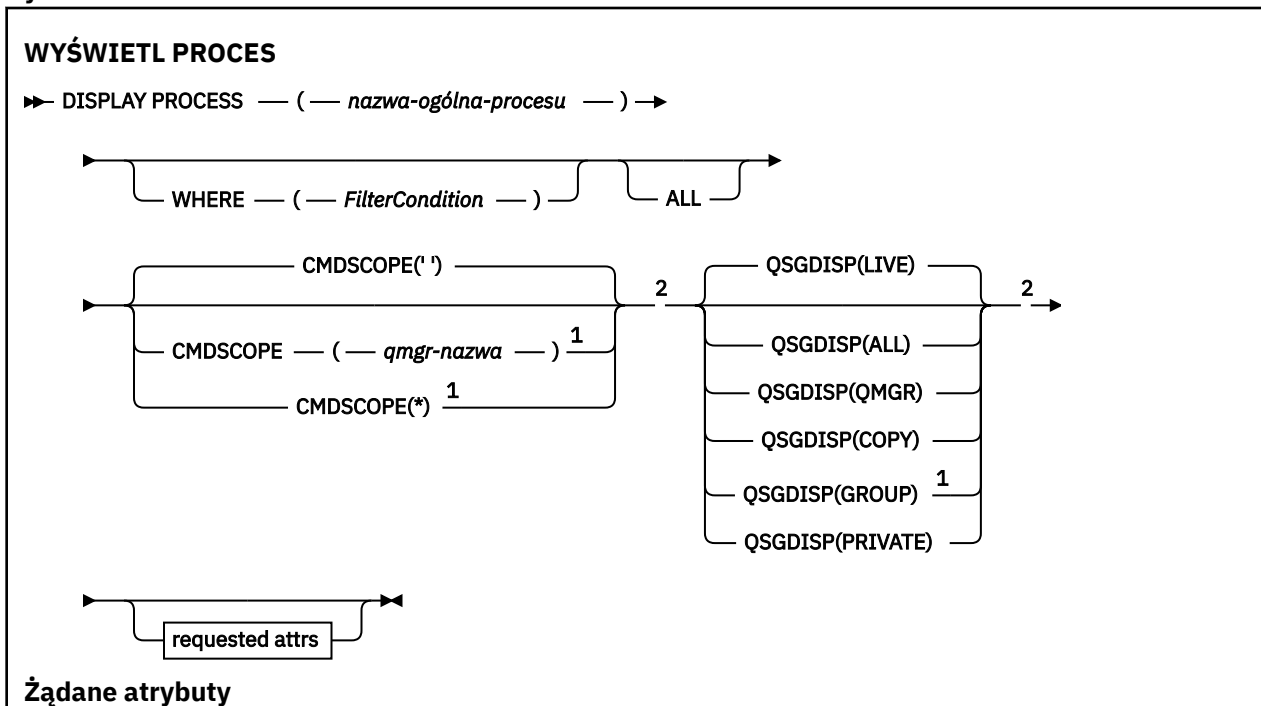 WYŚWIETL PROCES
DISPLAY PROCESS ( nazwa-ogólna-procesu )
WHERE ( FilterCondition ) ALL
CMDSCOPE(' ')
CMDSCOPE ( qmgr-nazwa ) 1
CMDSCOPE(*) 1
2
QSGDISP(LIVE)
QSGDISP(ALL)
QSGDISP(QMGR)
QSGDISP(COPY)
QSGDISP(GROUP) 1
QSGDISP(PRIVATE)
2
requested attrs
Żądane atrybuty